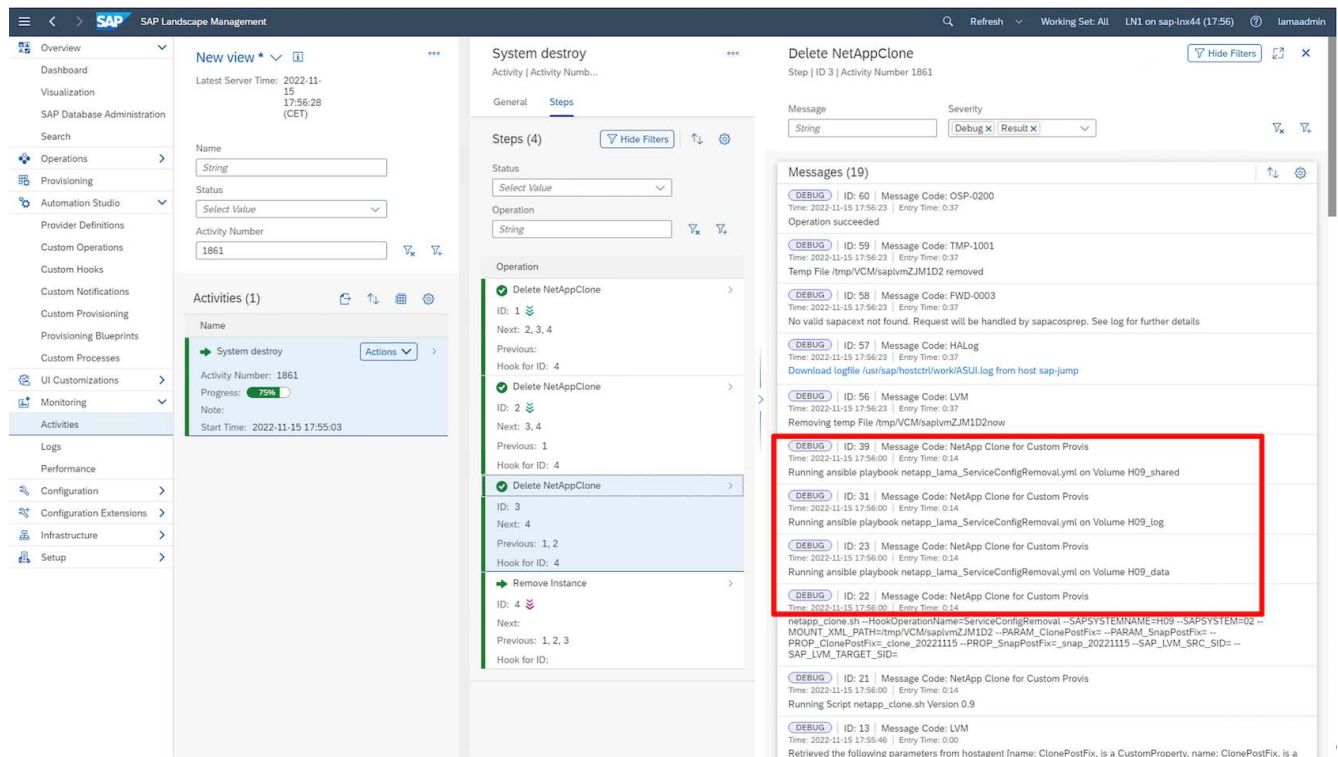 SAP SAP Landscape Management
Refresh Working Set: All LN1 on sap-lnx44 (17:56) lamaadmin
Overview
Dashboard
Visualization
SAP Database Administration
Search
Operations
Provisioning
Automation Studio
Provider Definitions
Custom Operations
Custom Hooks
Custom Notifications
Custom Provisioning
Provisioning Blueprints
Custom Processes
UI Customizations
Monitoring
Activities
Logs
Performance
Configuration
Configuration Extensions
Infrastructure
Setup
New view *
Latest Server Time: 2022-11-
15
17:56:28
(CET)
Name
String
Status
Select Value
Activity Number
1861
Activities (1)
Name
System destroy Actions
Activity Number: 1861
Progress: 75%
Note:
Start Time: 2022-11-15 17:55:03
System destroy
Activity | Activity Numb...
General Steps
Steps (4) Hide Filters
Status
Select Value
Operation
String
Operation
Delete NetAppClone
ID: 1
Next: 2, 3, 4
Previous:
Hook for ID: 4
Delete NetAppClone
ID: 2
Next: 3, 4
Previous: 1
Hook for ID: 4
Delete NetAppClone
ID: 3
Next: 4
Previous: 1, 2
Hook for ID: 4
Remove Instance
ID: 4
Next:
Previous: 1, 2, 3
Hook for ID:
Delete NetAppClone Hide Filters
Step | ID 3 | Activity Number 1861
Message Severity
String Debug Result
Messages (19)
DEBUG | ID: 60 | Message Code: OSP-0200
Time: 2022-11-15 17:56:23 | Entry Time: 0:37
Operation succeeded
DEBUG | ID: 59 | Message Code: TMP-1001
Time: 2022-11-15 17:56:23 | Entry Time: 0:37
Temp File /tmp/VCM/saplvmZJM1D2 removed
DEBUG | ID: 58 | Message Code: FWD-0003
Time: 2022-11-15 17:56:23 | Entry Time: 0:37
No valid sapacext not found. Request will be handled by sapacosprep. See log for further details
DEBUG | ID: 57 | Message Code: HALog
Time: 2022-11-15 17:56:23 | Entry Time: 0:37
Download logfile /usr/sap/hostctrl/work/ASUI.log from host sap-jump
DEBUG | ID: 56 | Message Code: LVM
Time: 2022-11-15 17:56:23 | Entry Time: 0:37
Removing temp File /tmp/VCM/saplvmZJM1D2now
DEBUG | ID: 39 | Message Code: NetApp Clone for Custom Provis
Time: 2022-11-15 17:56:00 | Entry Time: 0:14
Running ansible playbook netapp_lama_ServiceConfigRemoval.yml on Volume H09_shared
DEBUG | ID: 31 | Message Code: NetApp Clone for Custom Provis
Time: 2022-11-15 17:56:00 | Entry Time: 0:14
Running ansible playbook netapp_lama_ServiceConfigRemoval.yml on Volume H09_log
DEBUG | ID: 23 | Message Code: NetApp Clone for Custom Provis
Time: 2022-11-15 17:56:00 | Entry Time: 0:14
Running ansible playbook netapp_lama_ServiceConfigRemoval.yml on Volume H09_data
DEBUG | ID: 22 | Message Code: NetApp Clone for Custom Provis
Time: 2022-11-15 17:56:00 | Entry Time: 0:14
netapp_clone.sh --HookOperationName=ServiceConfigRemoval --SAPSYSTEMNAME=H09 --SAPSYSTEM=02 --
MOUNT_XML_PATH=/tmp/VCM/saplvmZJM1D2 --PARAM_ClonePostFix= --PARAM_SnapPostFix= --
PROP_ClonePostFix=_clone_20221115 --PROP_SnapPostFix=_snap_20221115 --SAP_LVM_SRC_SID= --
SAP_LVM_TARGET_SID=
DEBUG | ID: 21 | Message Code: NetApp Clone for Custom Provis
Time: 2022-11-15 17:56:00 | Entry Time: 0:14
Running Script netapp_clone.sh Version 0.9
DEBUG | ID: 13 | Message Code: LVM
Time: 2022-11-15 17:55:46 | Entry Time: 0:00
Retrieved the following parameters from hostagent [name: ClonePostFix, is a CustomProperty, name: ClonePostFix, is a